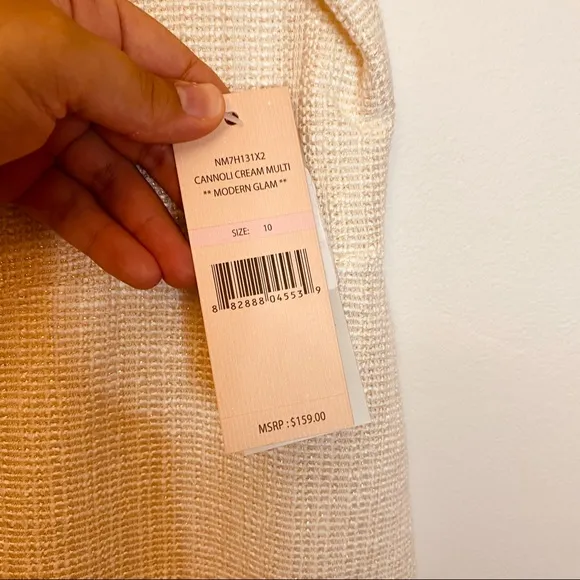 NM7H131X2
CANNOLI CREAM MULTI
** MODERN GLAM **
SIZE: 10
8 82888 04553 9
MSRP : $159.00